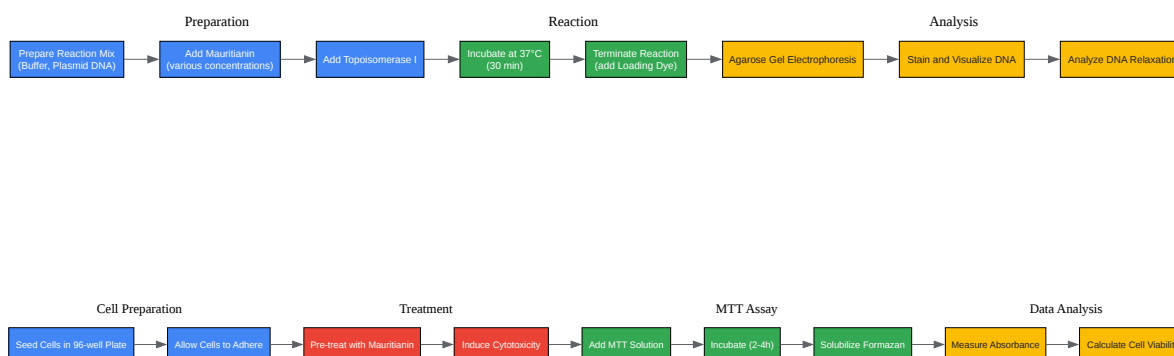 Preparation
Reaction
Analysis
Prepare Reaction Mix
(Buffer, Plasmid DNA)
Add Mauritianin
(various concentrations)
Add Topoisomerase I
Incubate at 37°C
(30 min)
Terminate Reaction
(add Loading Dye)
Agarose Gel Electrophoresis
Stain and Visualize DNA
Analyze DNA Relaxation
Cell Preparation
Treatment
MTT Assay
Data Analysis
Seed Cells in 96-well Plate
Allow Cells to Adhere
Pre-treat with Mauritianin
Induce Cytotoxicity
Add MTT Solution
Incubate (2-4h)
Solubilize Formazan
Measure Absorbance
Calculate Cell Viability